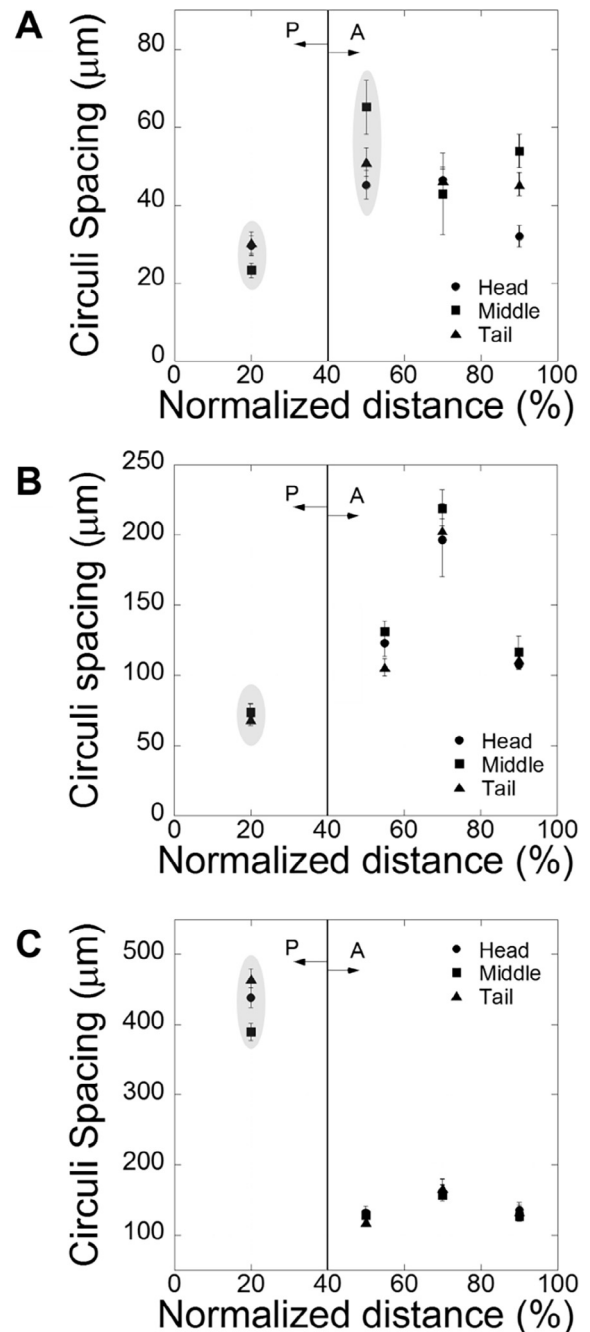 A
Circuli Spacing (μm)
80
60
40
20
0
P
A
Head
Middle
Tail
0 20 40 60 80 100
Normalized distance (%)
B
Circuli spacing (μm)
250
200
150
100
50
0
P
A
Head
Middle
Tail
0 20 40 60 80 100
Normalized distance (%)
C
Circuli Spacing (μm)
500
400
300
200
100
P
A
Head
Middle
Tail
0 20 40 60 80 100
Normalized distance (%)